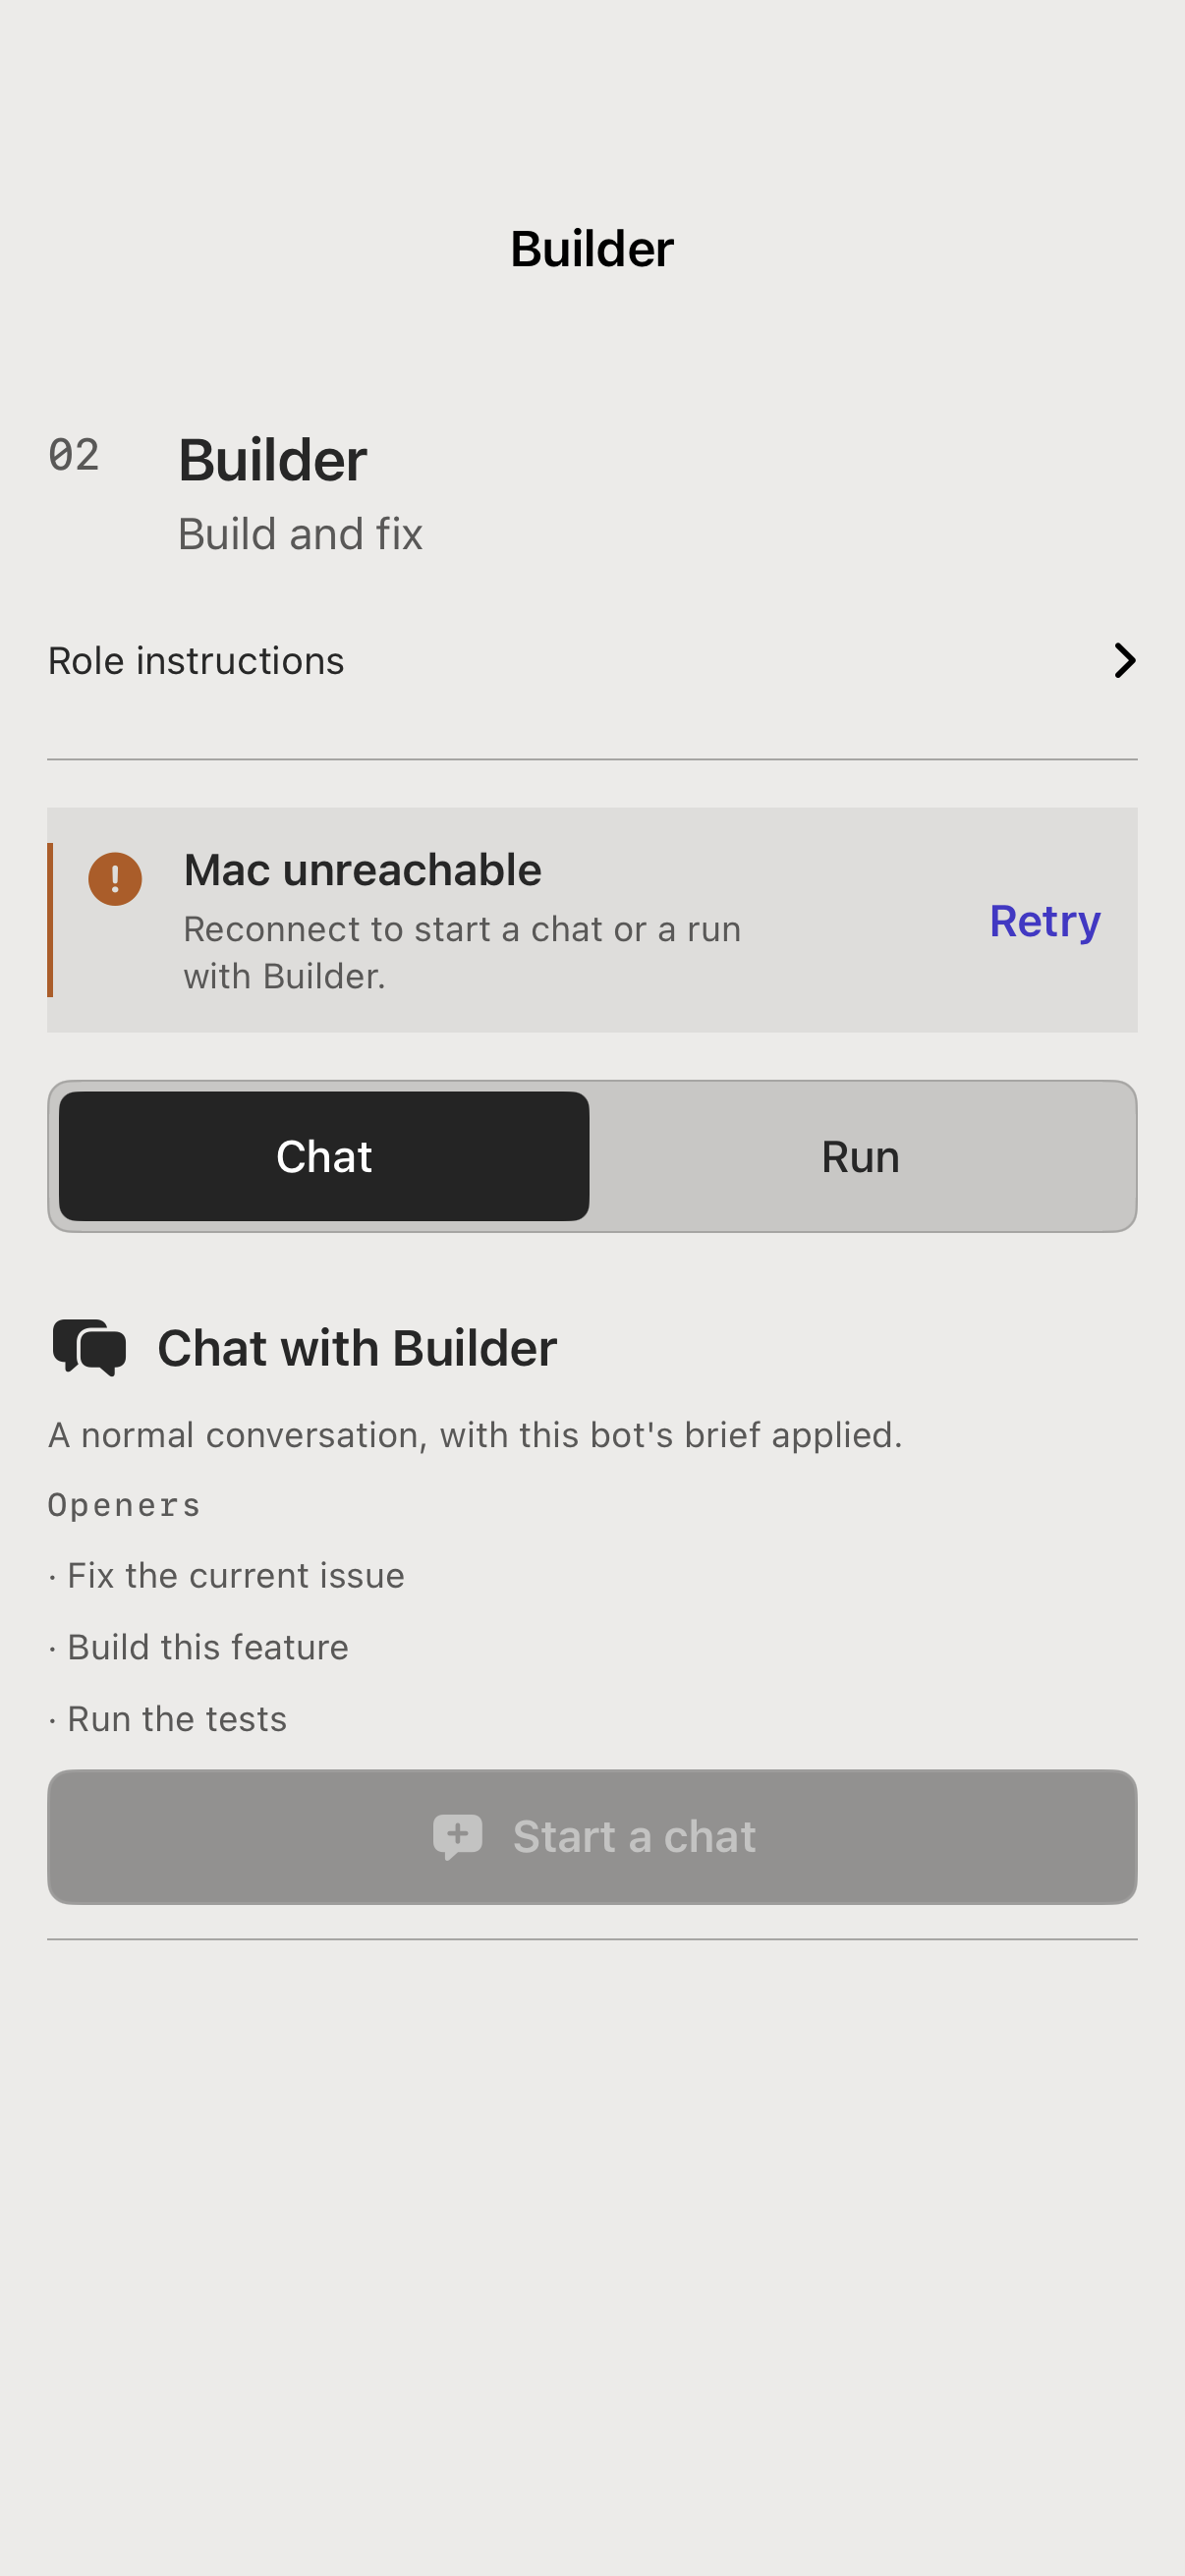 Builder
02
Builder
Build and fix
Role instructions
Mac unreachable
Reconnect to start a chat or a run
with Builder.
Retry
Chat
Run
Chat with Builder
A normal conversation, with this bot's brief applied.
Openers
· Fix the current issue
· Build this feature
· Run the tests
Start a chat